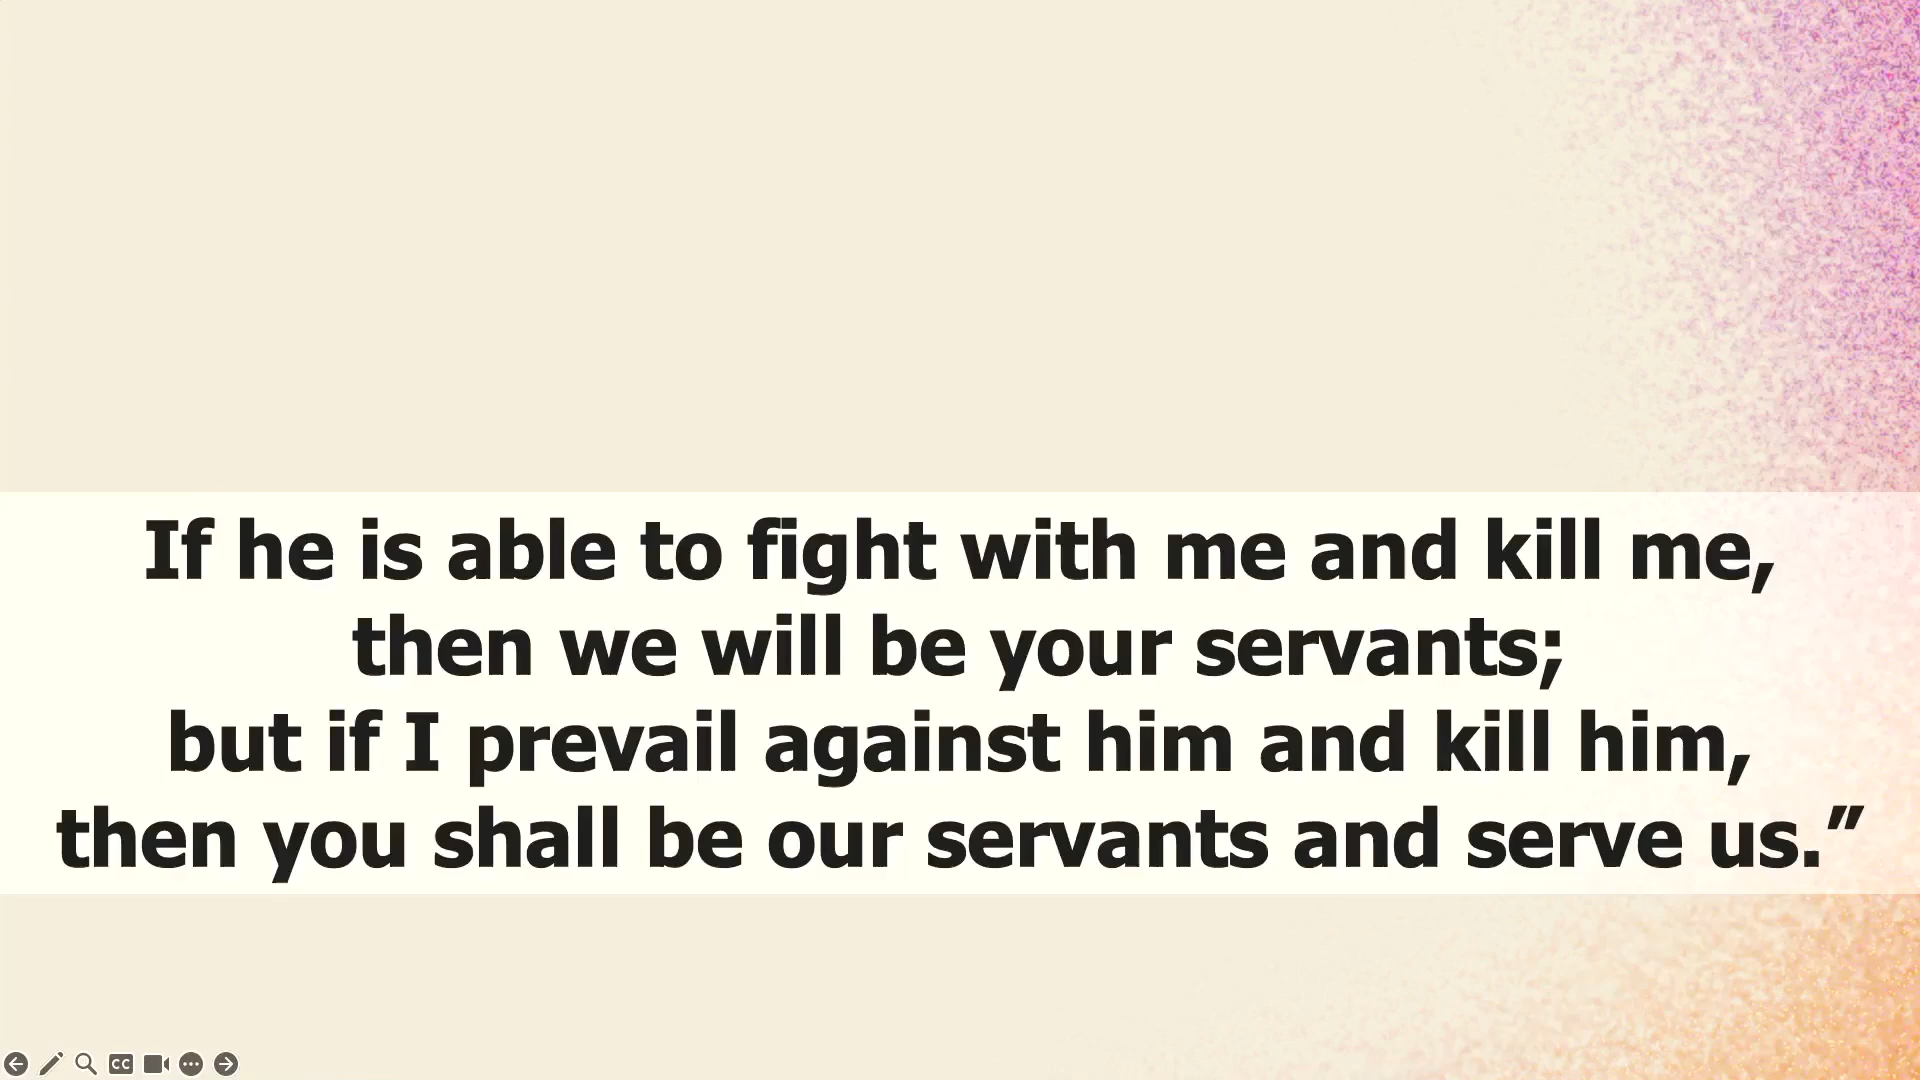 If he is able to fight with me and kill me,
then we will be your servants;
but if I prevail against him and kill him,
then you shall be our servants and serve us.”
CC